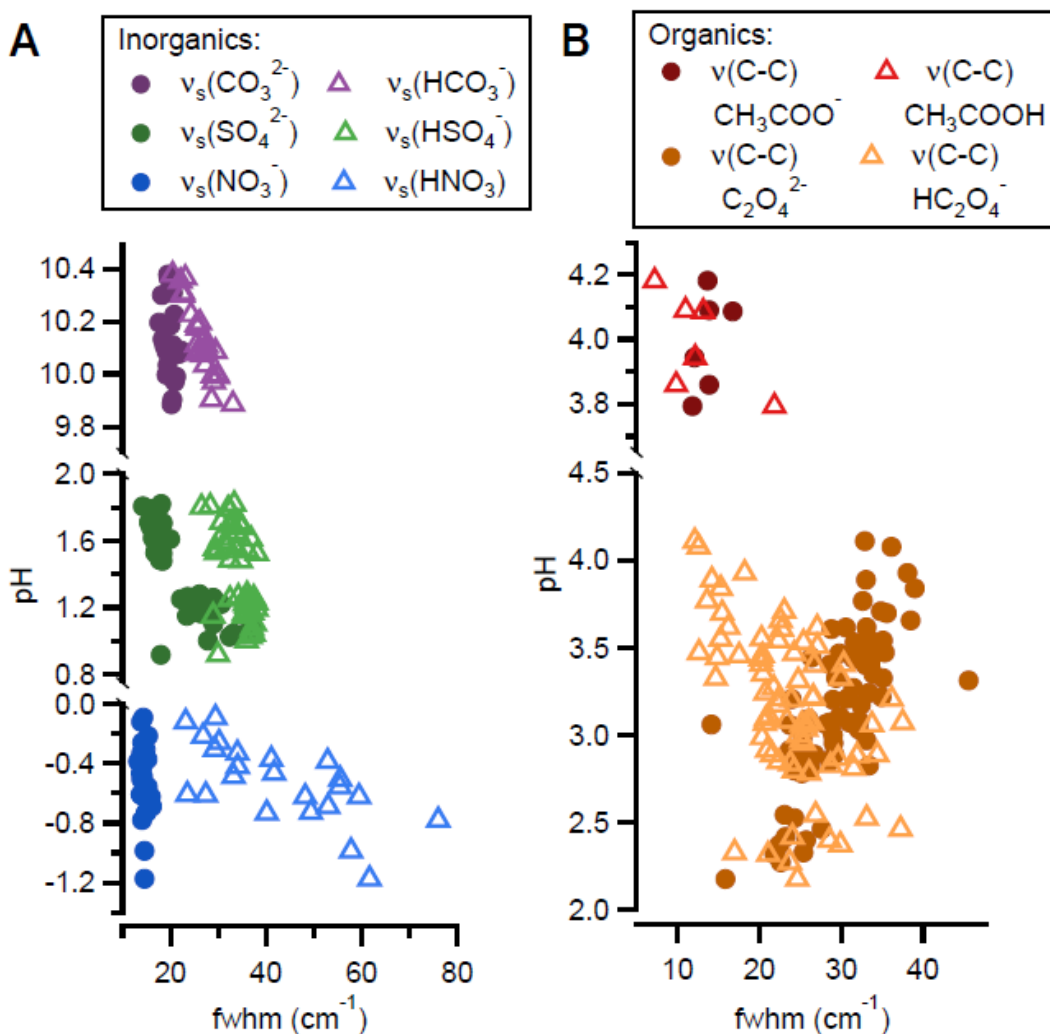 A
Inorganics:
νs(CO3^2-) νs(HCO3^-)
νs(SO4^2-) νs(HSO4^-)
νs(NO3^-) νs(HNO3)
10.4
10.2
10.0
9.8
2.0
1.6
1.2
0.8
0.0
-0.4
-0.8
-1.2
pH
20 40 60 80
fwhm (cm^-1)
B
Organics:
ν(C-C) ν(C-C)
CH3COO^- CH3COOH
ν(C-C) ν(C-C)
C2O4^2- HC2O4^-
4.2
4.0
3.8
4.5
4.0
3.5
3.0
2.5
2.0
pH
10 20 30 40
fwhm (cm^-1)